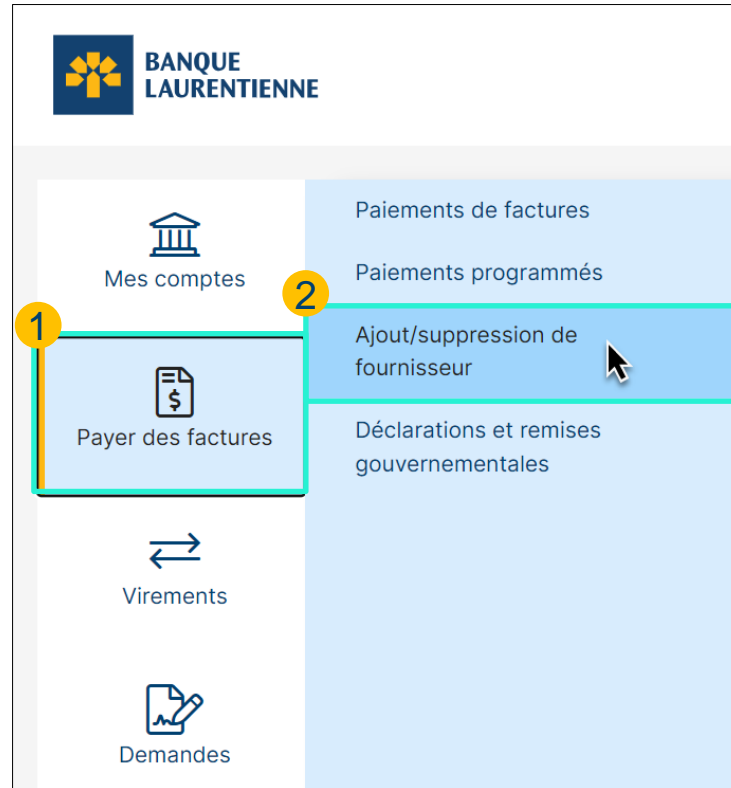 BANQUE
LAURENTIENNE
Mes comptes
1
Payer des factures
Virements
Demandes
Paiements de factures
Paiements programmés
2
Ajout/suppression de
fournisseur
Déclarations et remises
gouvernementales